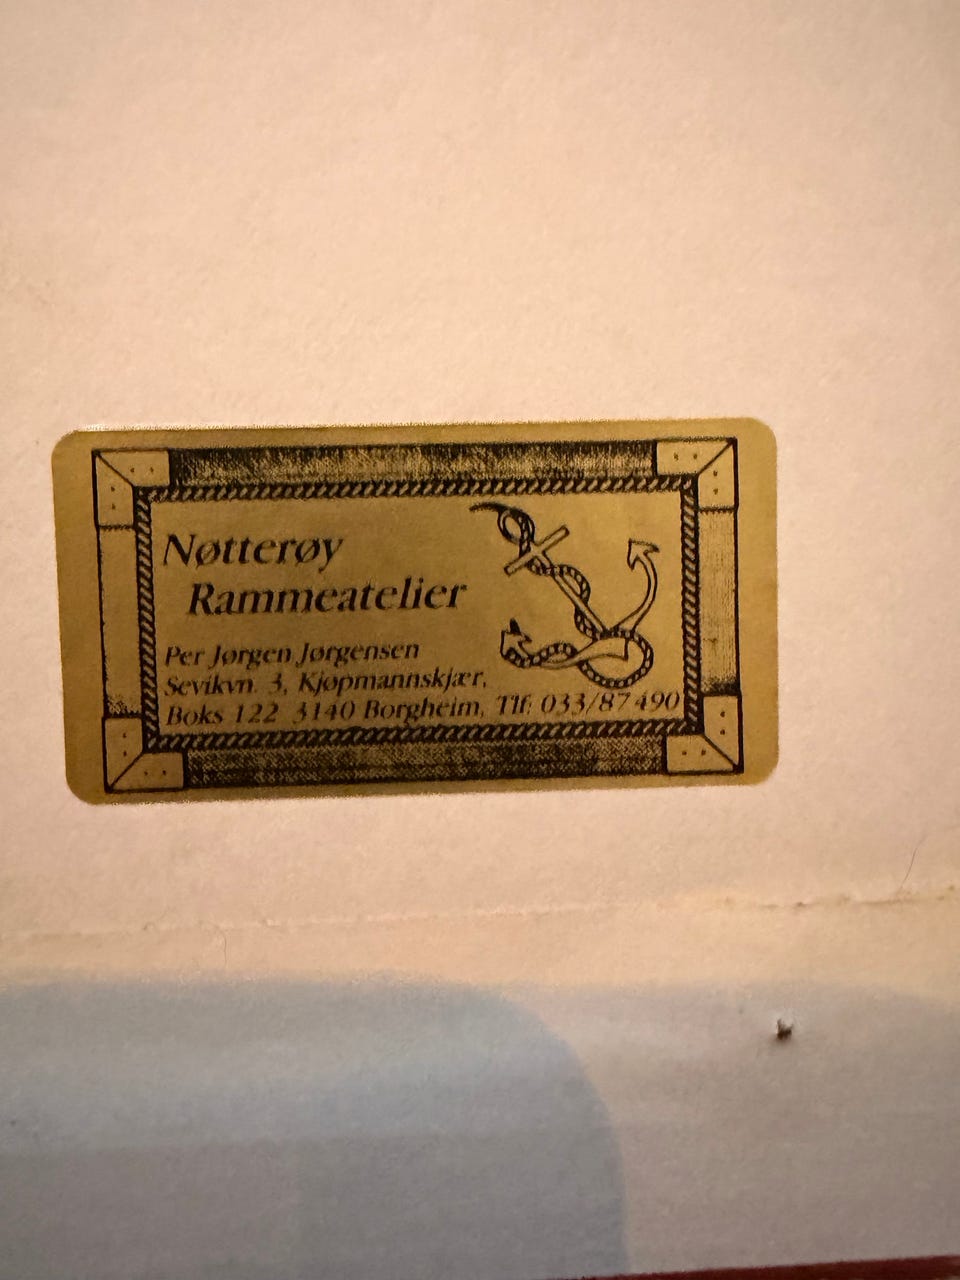 Nøtterøy
Rammeatelier
Per Jørgen Jørgensen
Sevikvn. 3, Kjøpmannskjær,
Boks 122 3140 Borgheim, Tlf: 033/87490